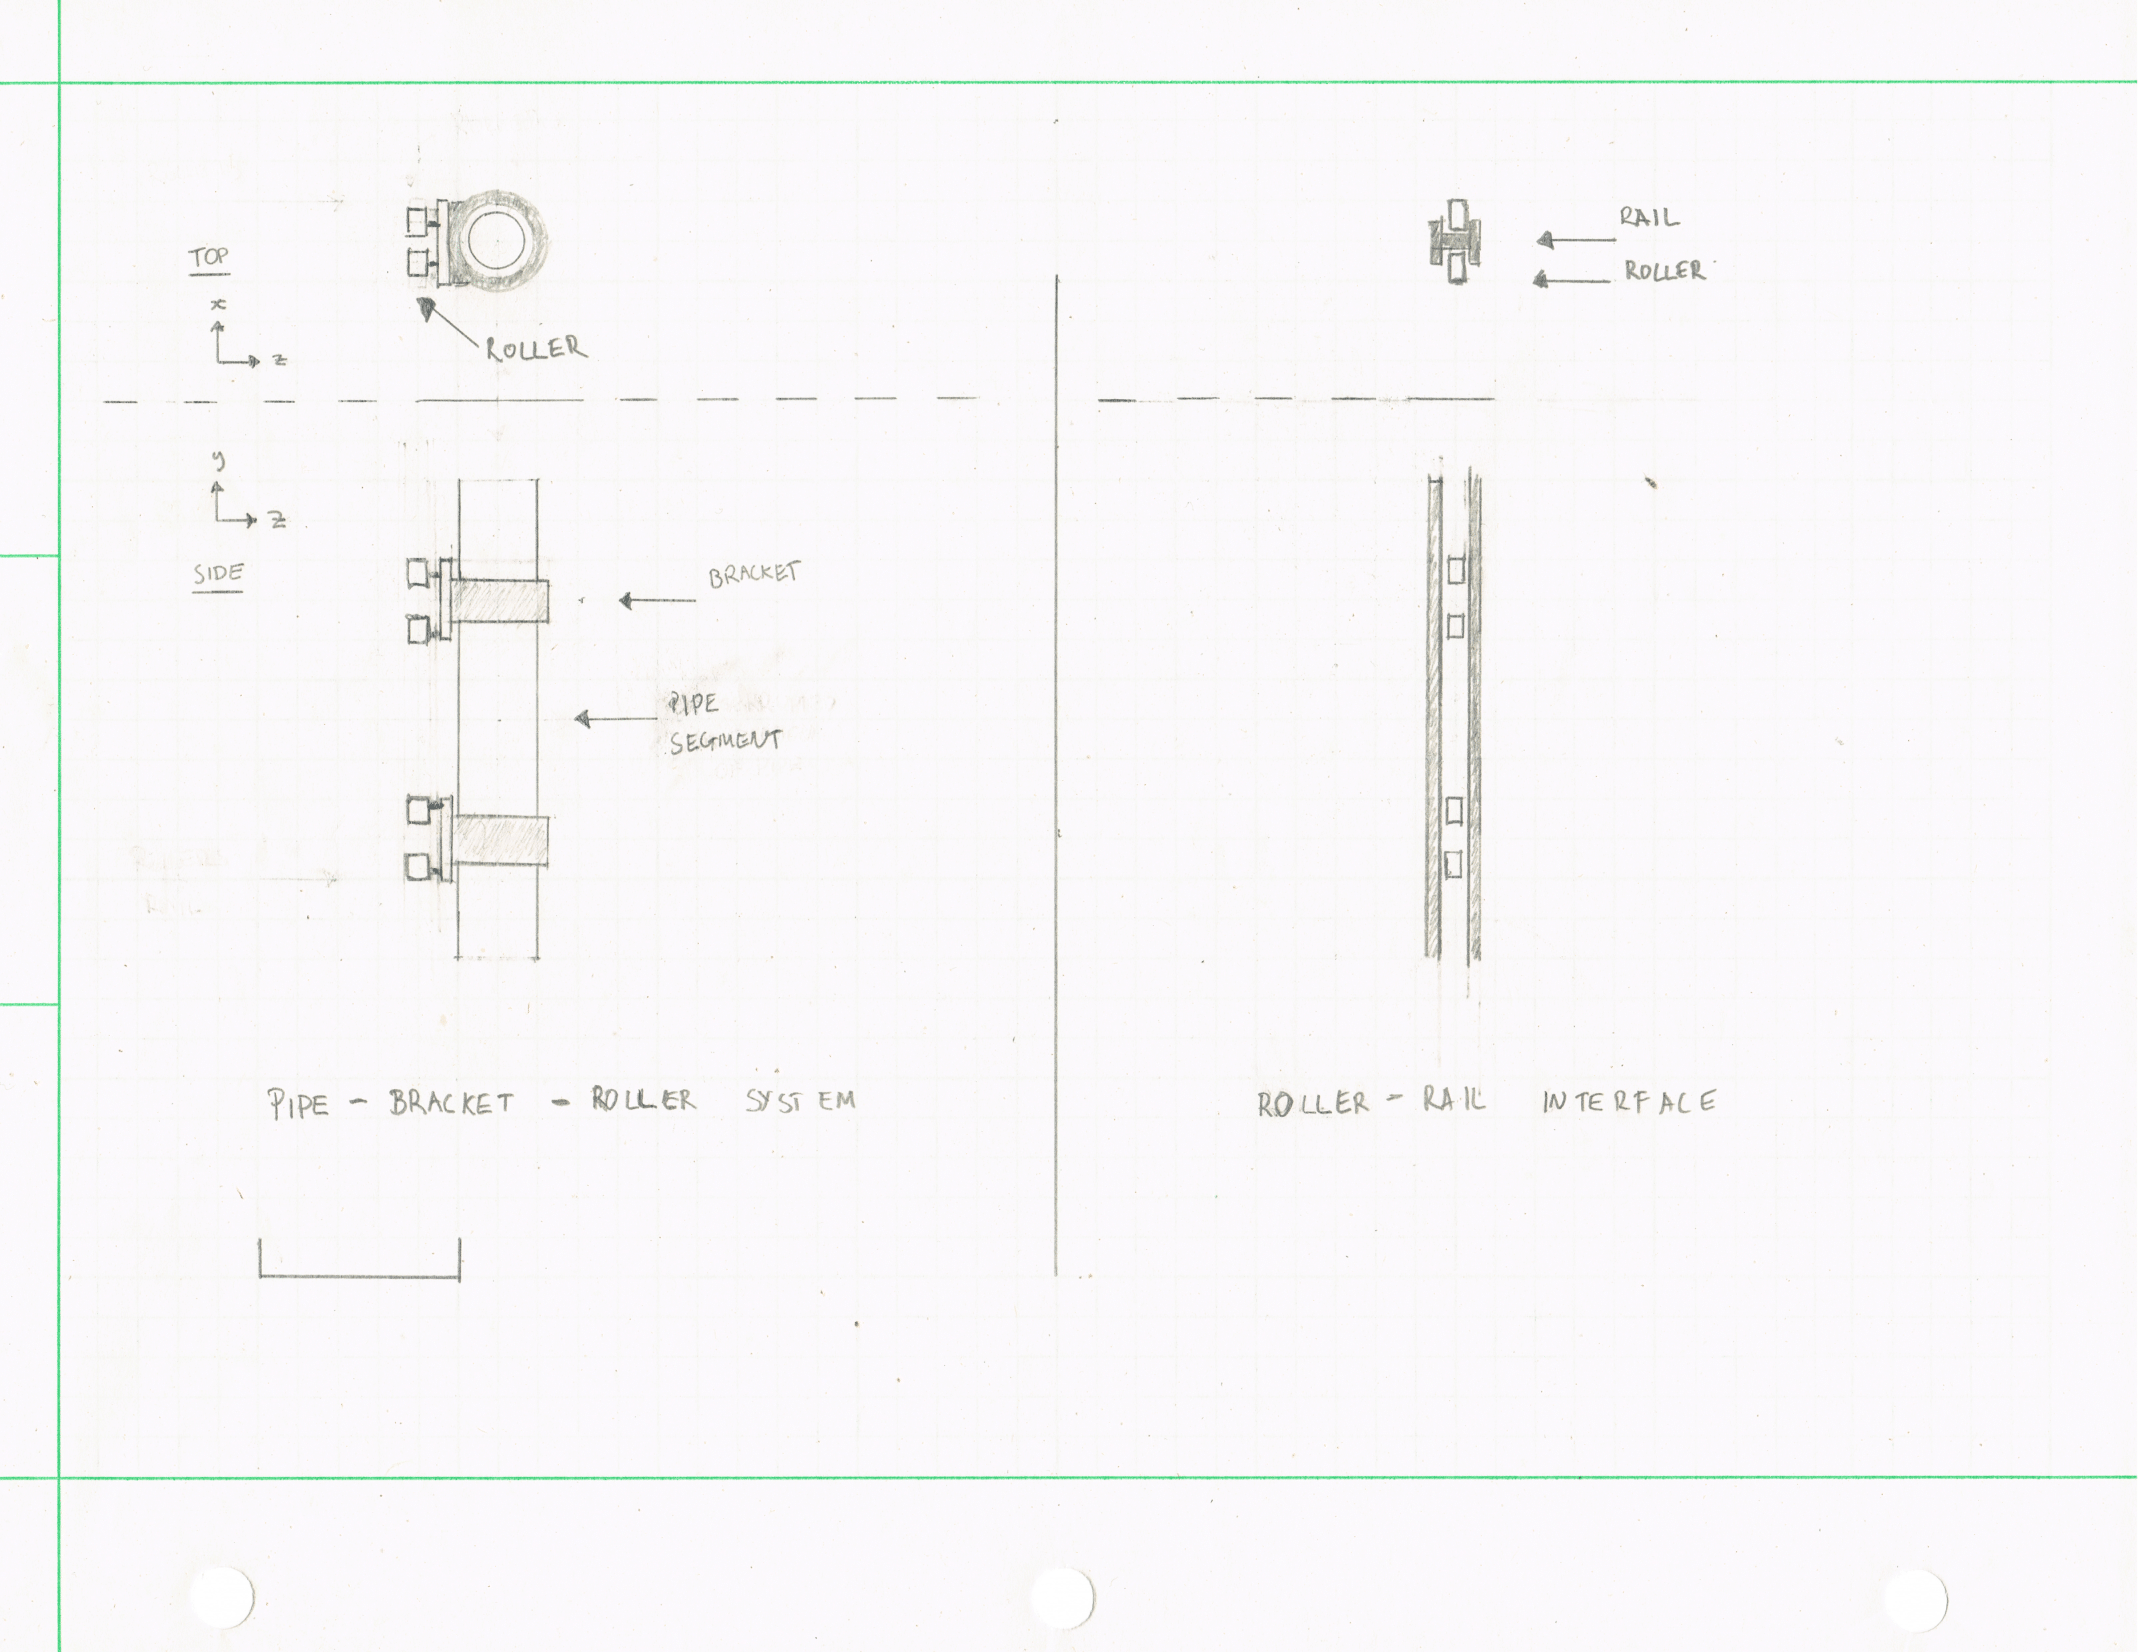 TOP
x
z
ROLLER
RAIL
ROLLER
y
z
SIDE
BRACKET
PIPE
SEGMENT
PIPE - BRACKET - ROLLER SYSTEM
ROLLER - RAIL INTERFACE